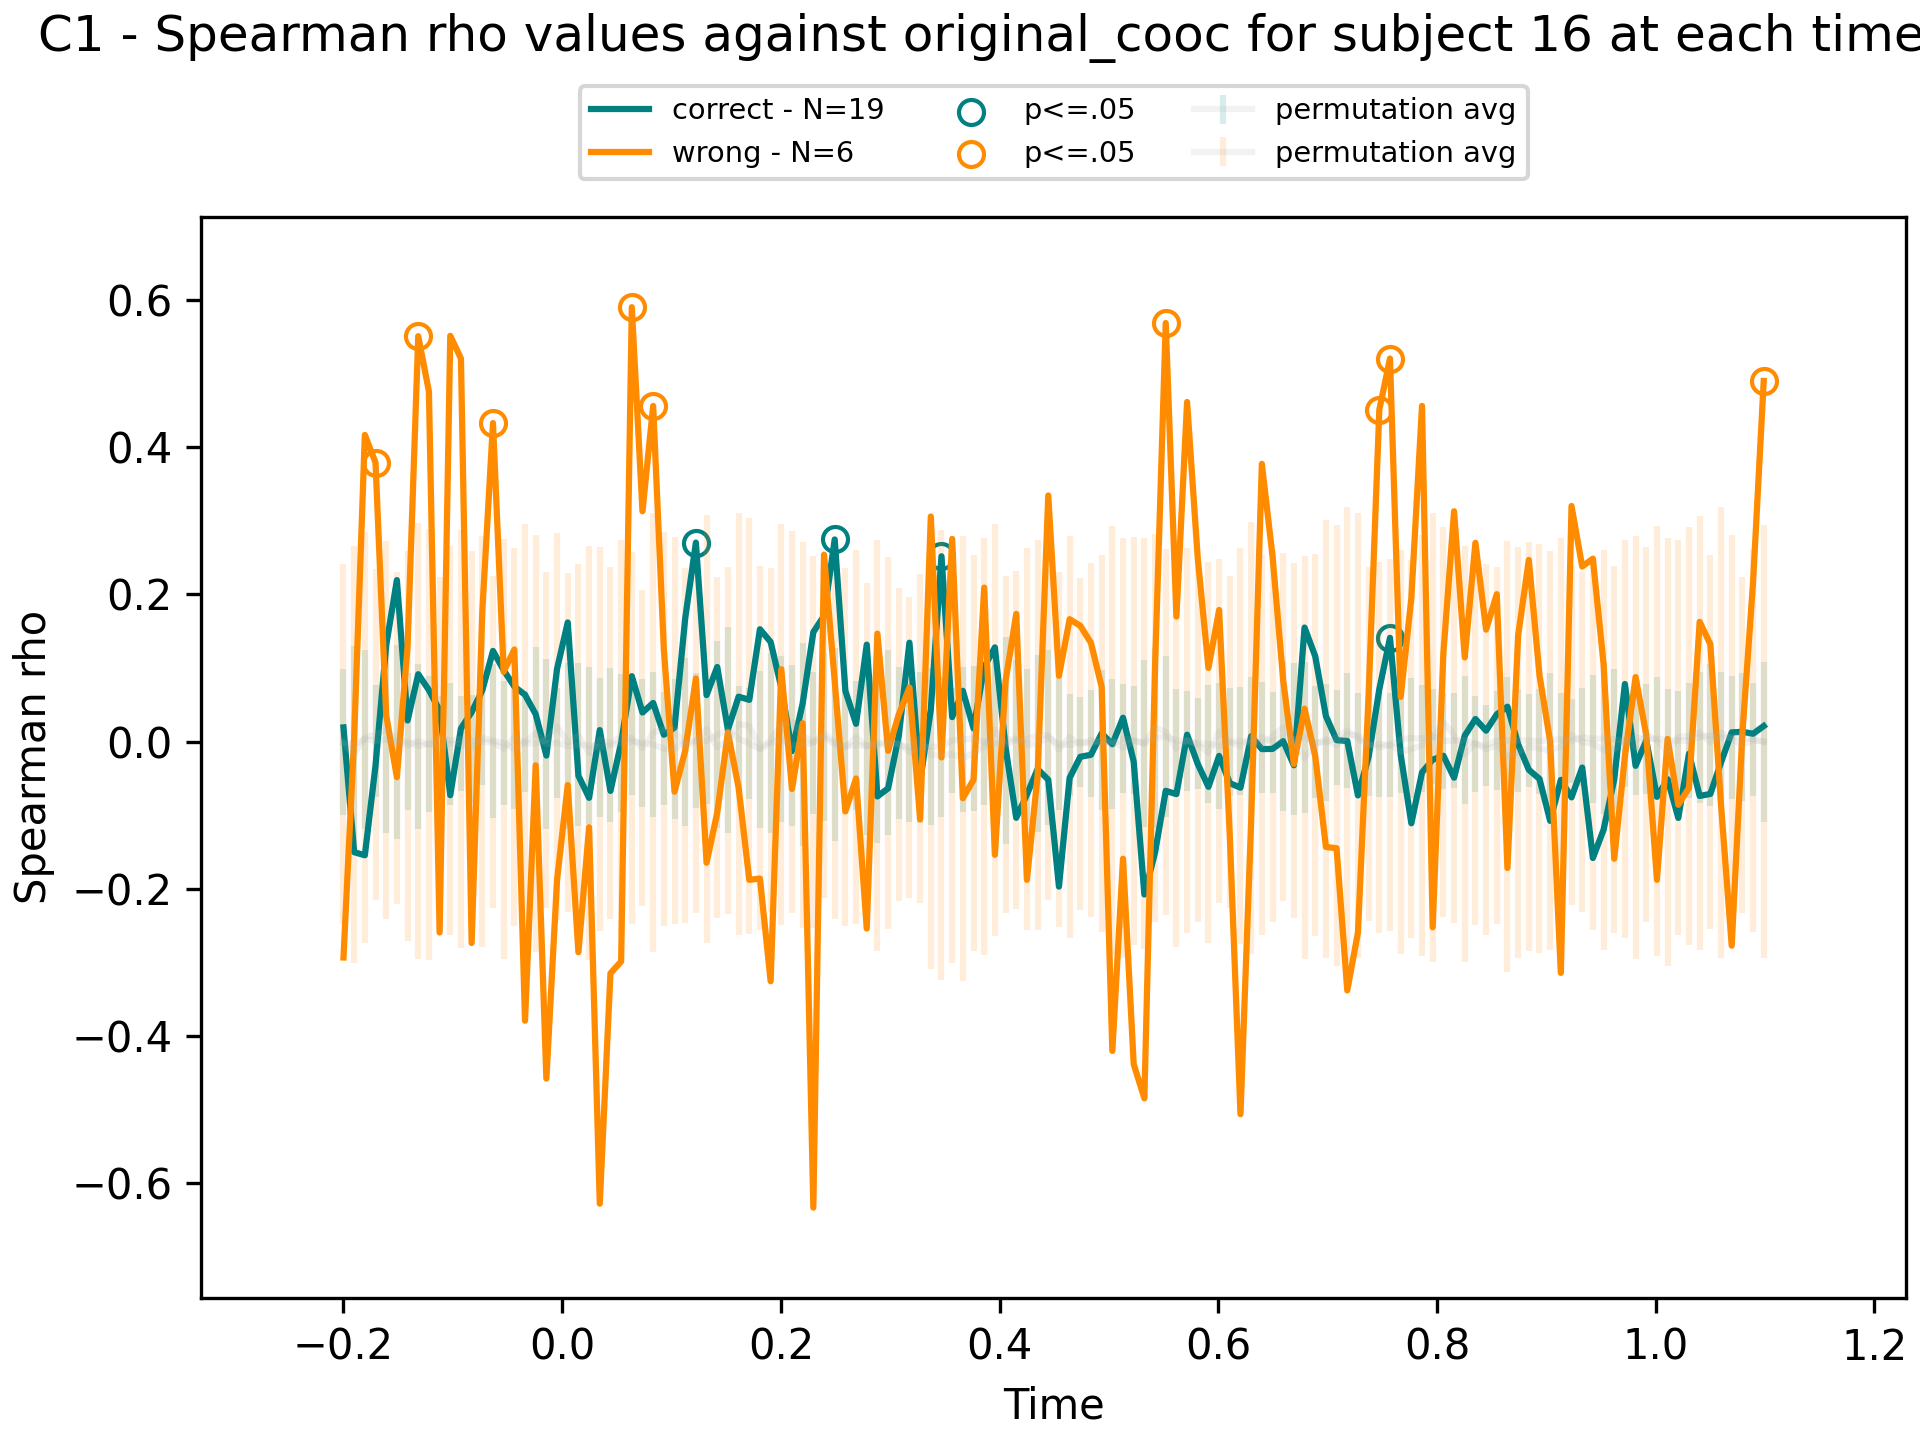 C1 - Spearman rho values against original_cooc for subject 16 at each time
correct - N=19
wrong - N=6
p<=.05
p<=.05
permutation avg
permutation avg
Spearman rho
0.6
0.4
0.2
0.0
−0.2
−0.4
−0.6
−0.2 0.0 0.2 0.4 0.6 0.8 1.0 1.2
Time